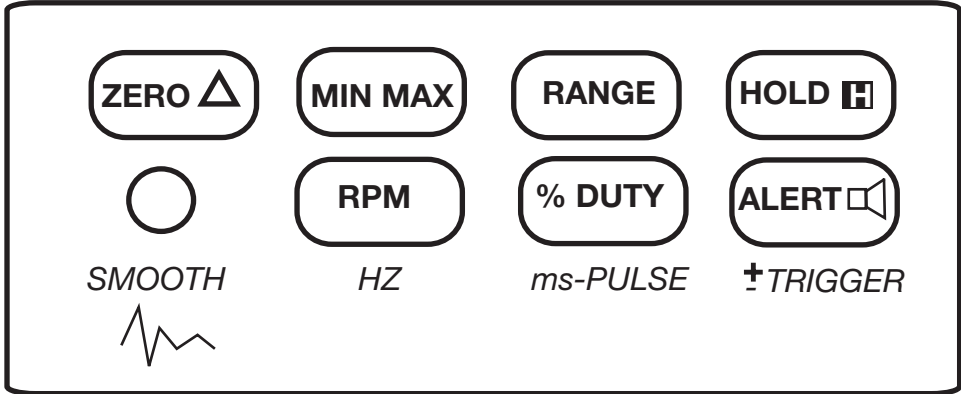 ZERO △ MIN MAX RANGE HOLD H
RPM % DUTY ALERT
SMOOTH HZ ms-PULSE ±TRIGGER